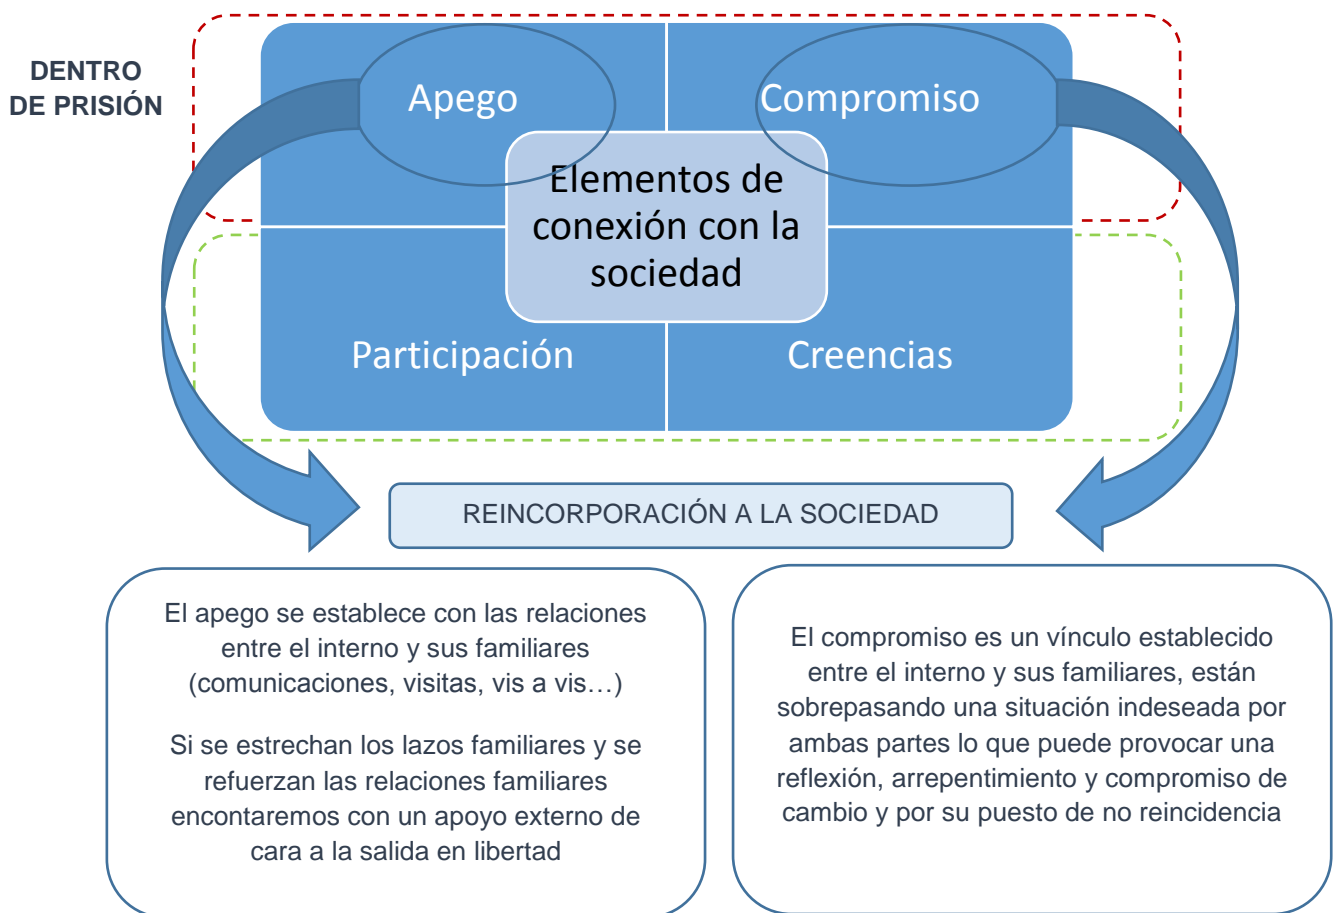 DENTRO
DE PRISIÓN
Apego
Compromiso
Elementos de
conexión con la
sociedad
Participación
Creencias
REINCORPORACIÓN A LA SOCIEDAD
El apego se establece con las relaciones
entre el interno y sus familiares
(comunicaciones, visitas, vis a vis…)
Si se estrechan los lazos familiares y se
refuerzan las relaciones familiares
encontaremos con un apoyo externo de
cara a la salida en libertad
El compromiso es un vínculo establecido
entre el interno y sus familiares, están
sobrepasando una situación indeseada por
ambas partes lo que puede provocar una
reflexión, arrepentimiento y compromiso de
cambio y por su puesto de no reincidencia